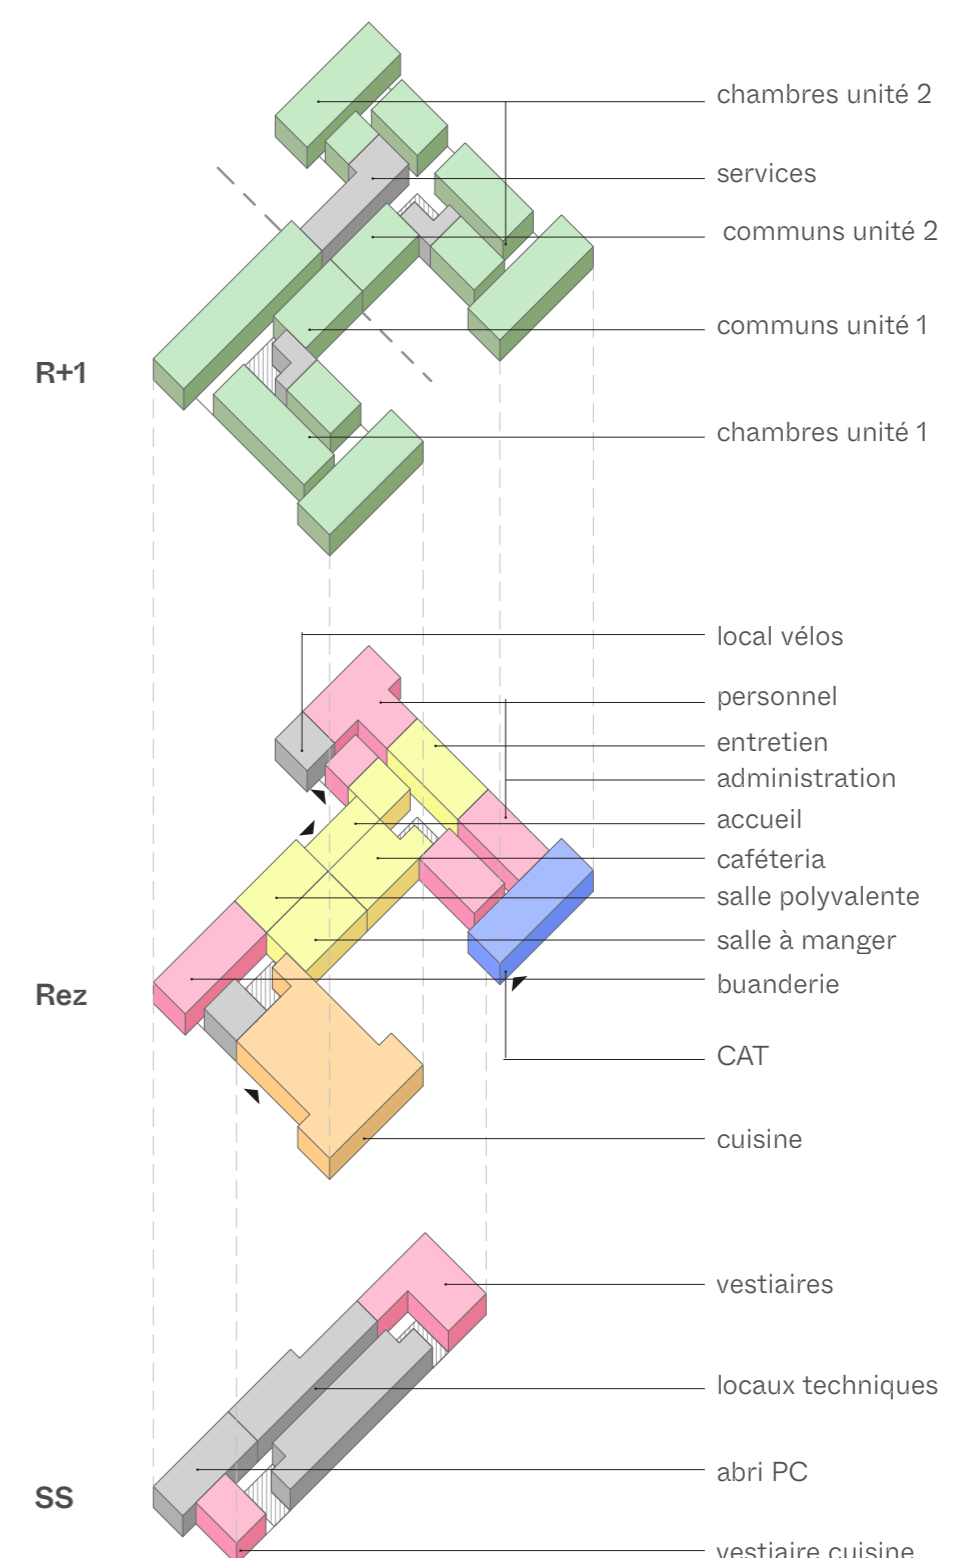 chambres unité 2
services
communs unité 2
communs unité 1
R+1
chambres unité 1
local vélos
personnel
entretien
administration
accueil
caféteria
salle polyvalente
salle à manger
buanderie
Rez
CAT
cuisine
vestiaires
locaux techniques
abri PC
SS
vestiaire cuisine